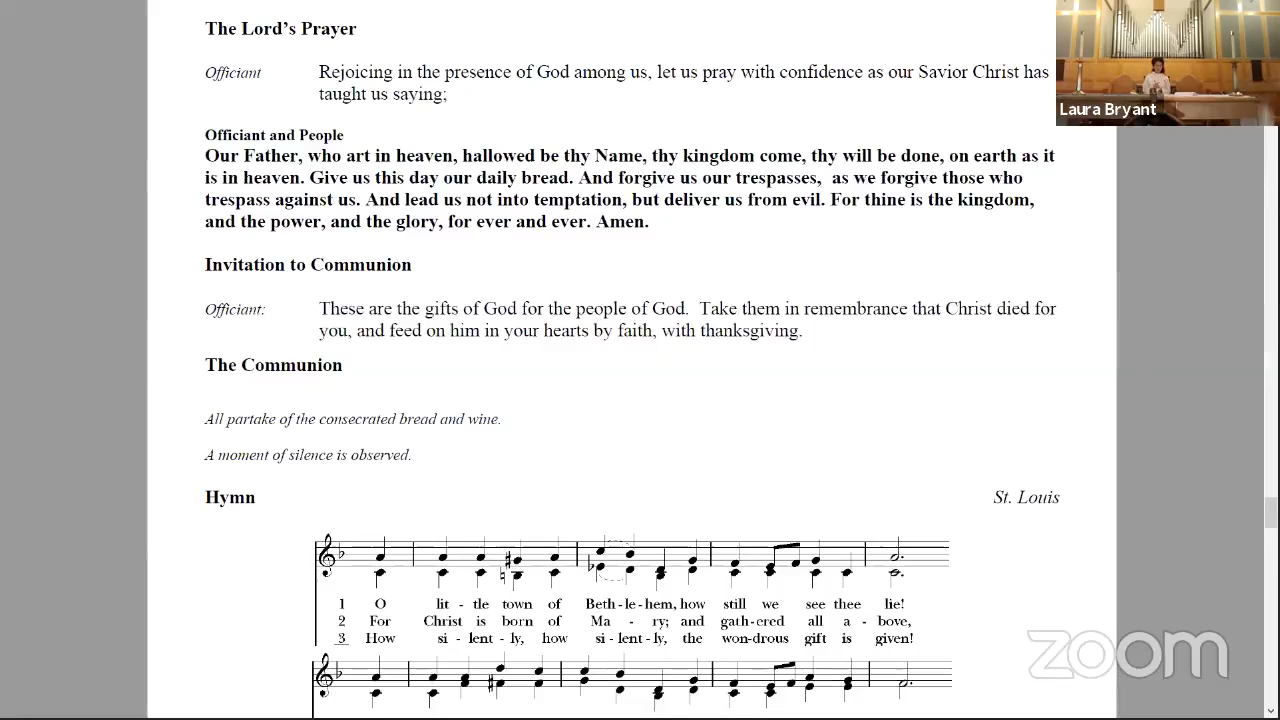 The Lord's Prayer
Officiant Rejoicing in the presence of God among us, let us pray with confidence as our Savior Christ has
taught us saying;
Laura Bryant
Officiant and People
Our Father, who art in heaven, hallowed be thy Name, thy kingdom come, thy will be done, on earth as it
is in heaven. Give us this day our daily bread. And forgive us our trespasses, as we forgive those who
trespass against us. And lead us not into temptation, but deliver us from evil. For thine is the kingdom,
and the power, and the glory, for ever and ever. Amen.
Invitation to Communion
Officiant: These are the gifts of God for the people of God. Take them in remembrance that Christ died for
you, and feed on him in your hearts by faith, with thanksgiving.
The Communion
All partake of the consecrated bread and wine.
A moment of silence is observed.
Hymn St. Louis
1 O lit - tle town of Beth - le - hem, how still we see thee lie!
2 For Christ is born of Ma - ry; and gath - ered all a - bove,
3 How si - lent - ly, how si - lent - ly, the won - drous gift is given!
zoom